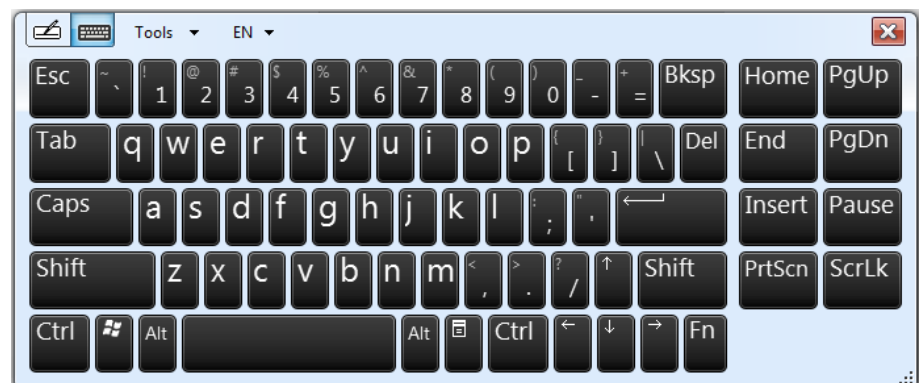 Tools EN
Esc ~ ` ! 1 @ 2 # 3 $ 4 % 5 ^ 6 & 7 * 8 ( 9 ) 0 _ - + = Bksp Home PgUp
Tab q w e r t y u i o p { [ } ] | \ Del End PgDn
Caps a s d f g h j k l : ; " ' Insert Pause
Shift z x c v b n m < , > . ? / ↑ Shift PrtScn ScrLk
Ctrl Alt Alt Ctrl ← ↓ → Fn